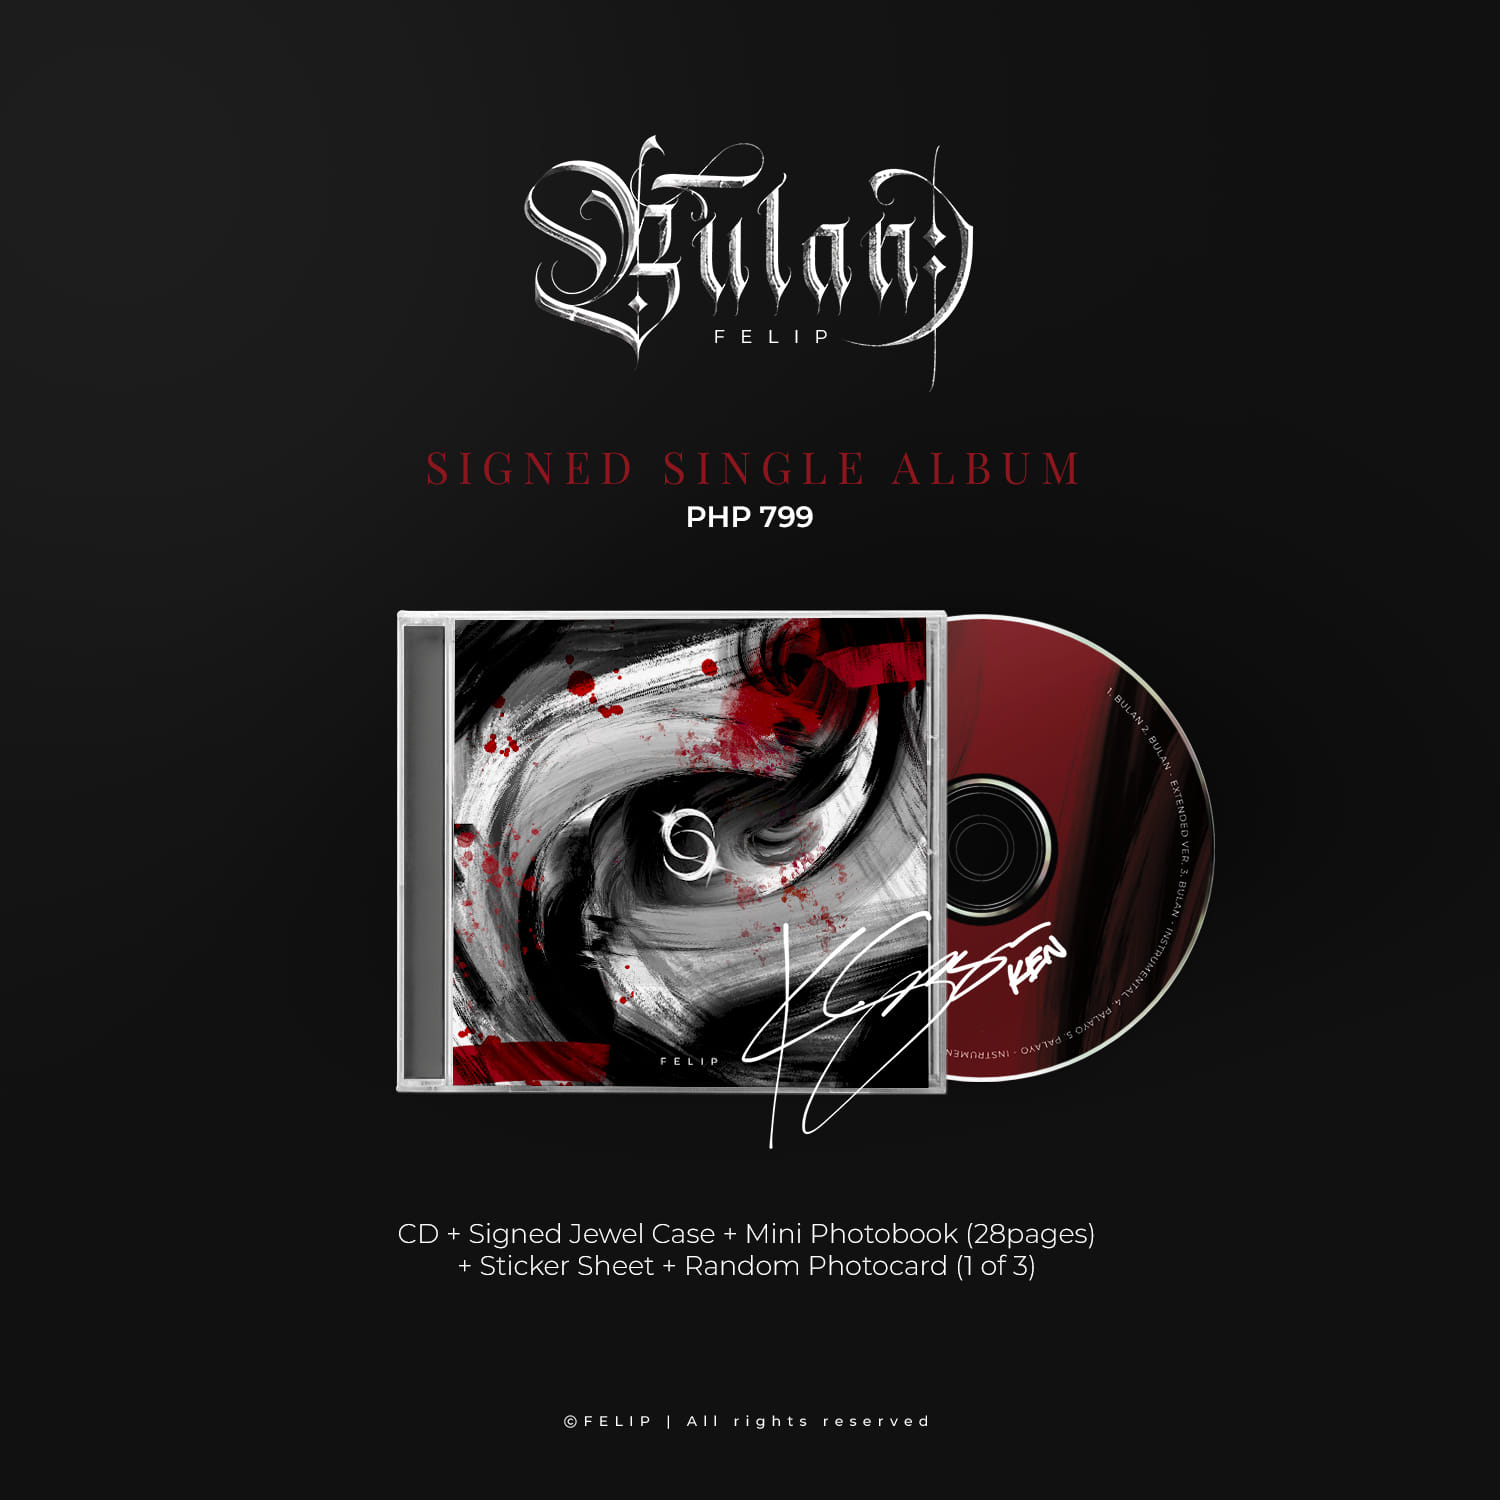 Bulan:
FELIP
SIGNED SINGLE ALBUM
PHP 799
1. BULAN 2. BULAN - EXTENDED VER. 3. BULAN - INSTRUMENTAL 4. PALAYO 5. PALAYO - INSTRUMEN
KEN
FELIP
CD + Signed Jewel Case + Mini Photobook (28pages)
+ Sticker Sheet + Random Photocard (1 of 3)
©FELIP | All rights reserved